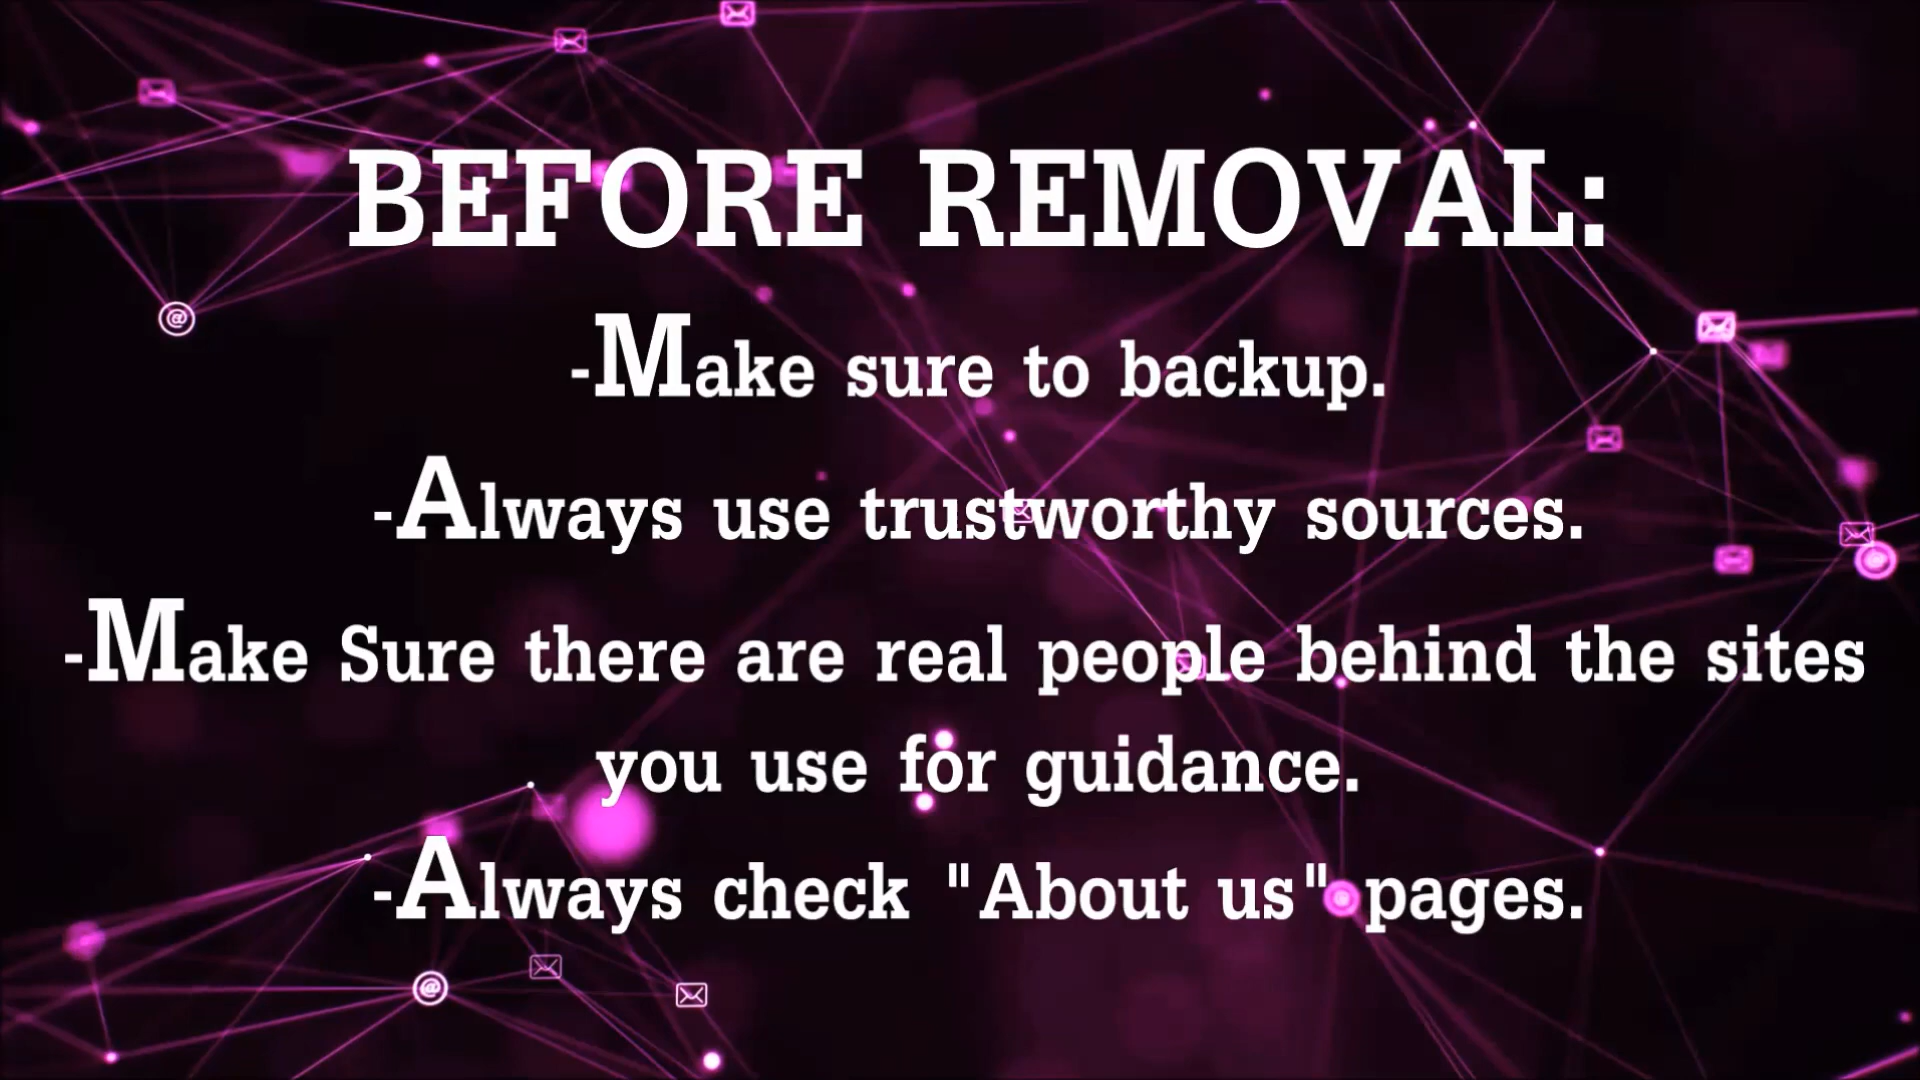 BEFORE REMOVAL:
-Make sure to backup.
-Always use trustworthy sources.
-Make Sure there are real people behind the sites
you use for guidance.
-Always check "About us" pages.